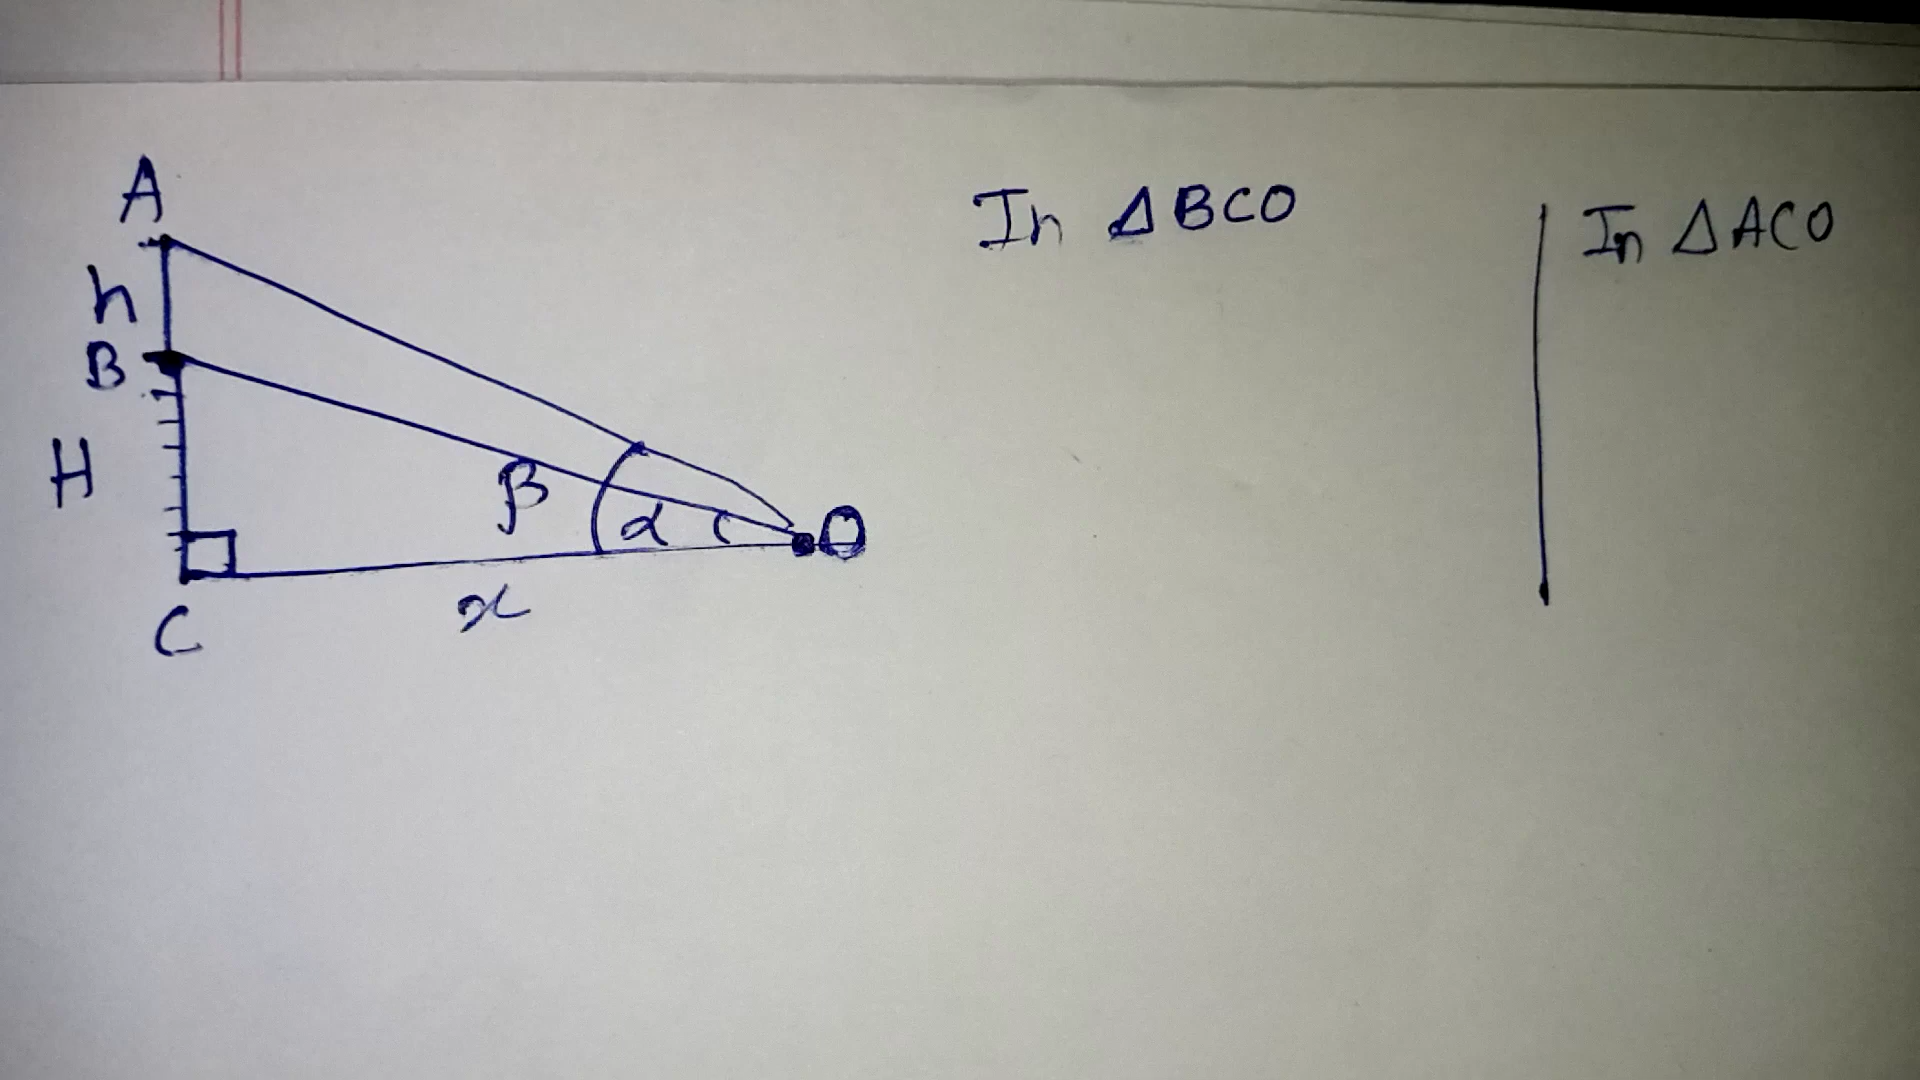 A
h
B
H
β
α
O
x
C
In ΔBCO
In ΔACO